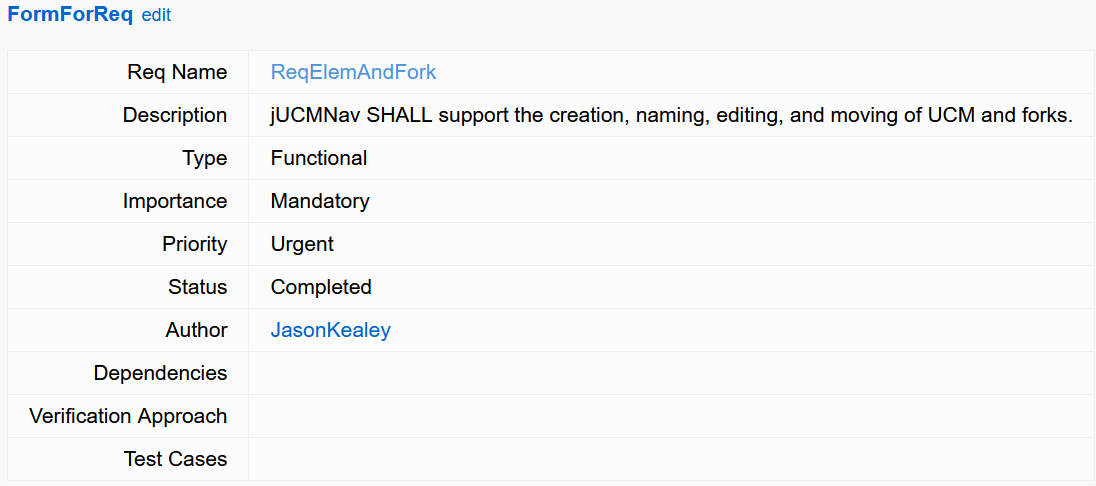 FormForReq edit
Req Name ReqElemAndFork
Description jUCMNav SHALL support the creation, naming, editing, and moving of UCM and forks.
Type Functional
Importance Mandatory
Priority Urgent
Status Completed
Author JasonKealey
Dependencies
Verification Approach
Test Cases